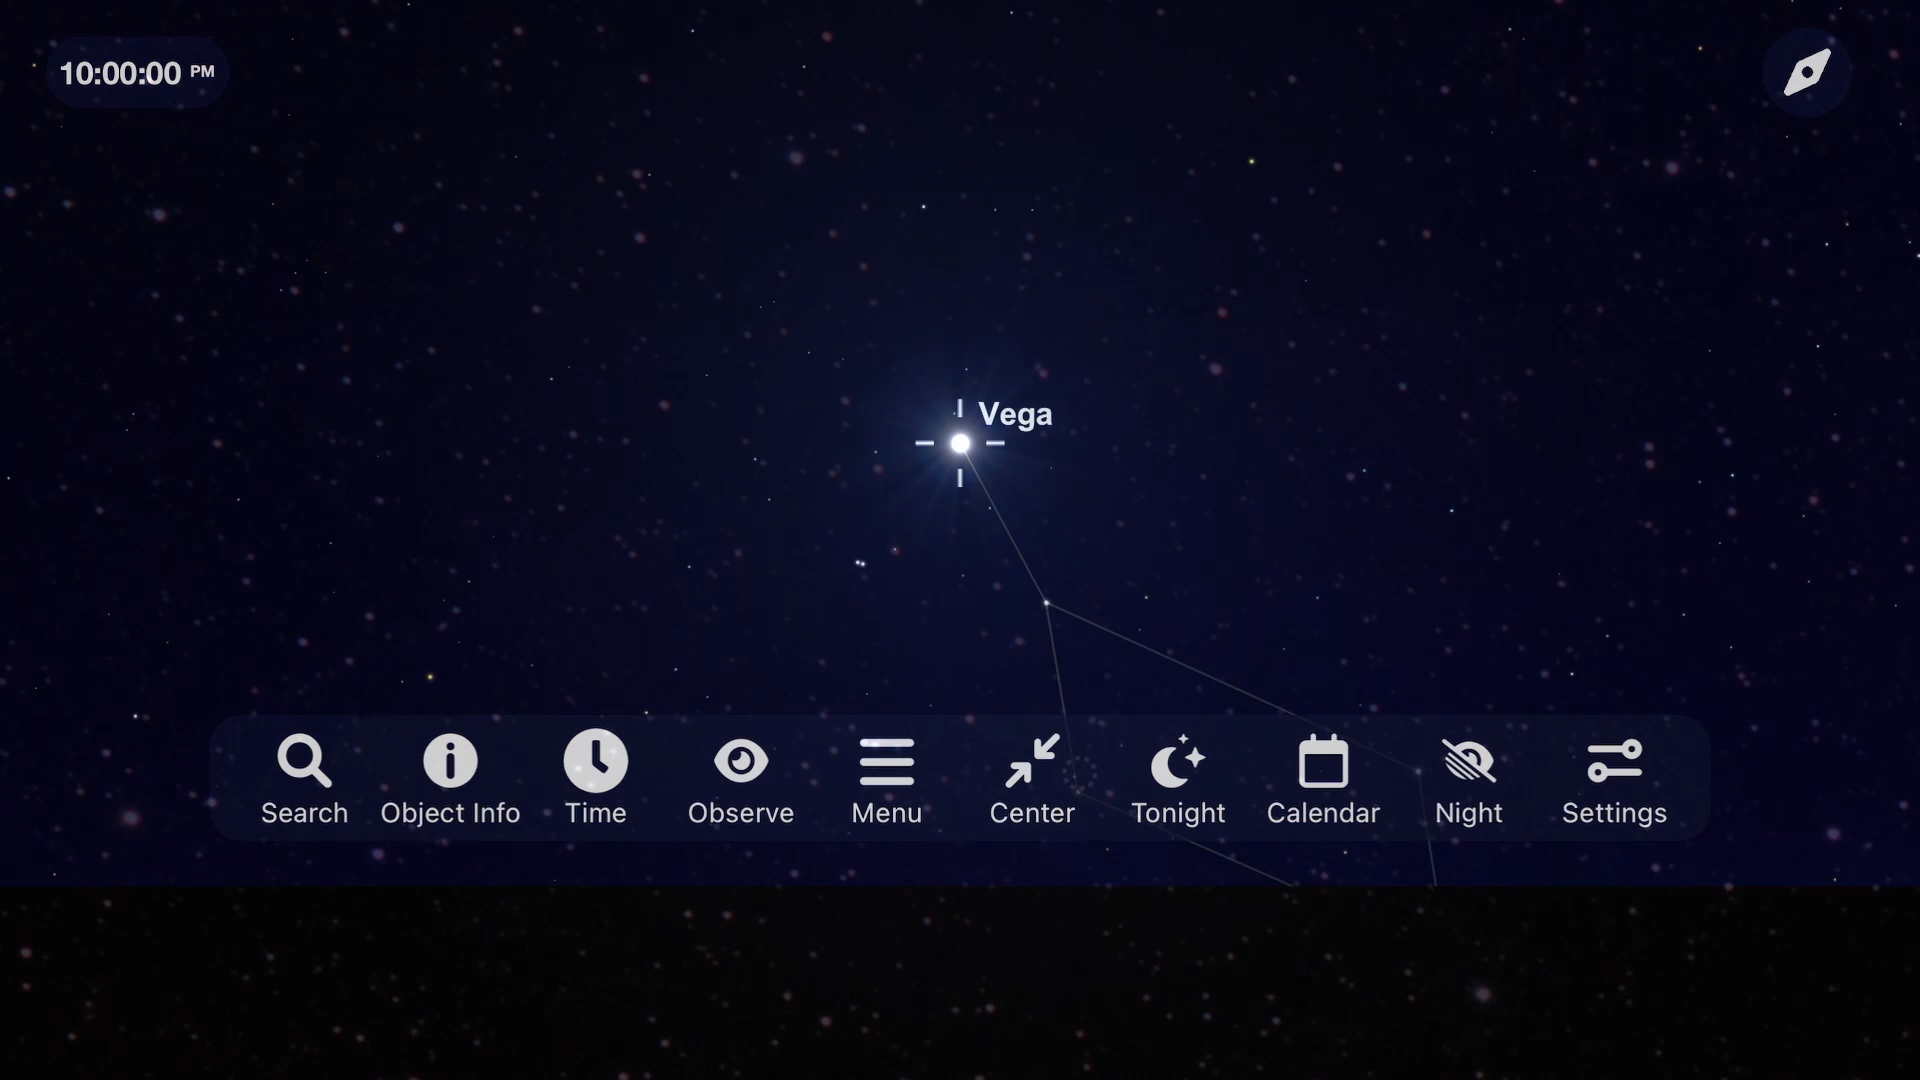 10:00:00 PM
Vega
Search
Object Info
Time
Observe
Menu
Center
Tonight
Calendar
Night
Settings